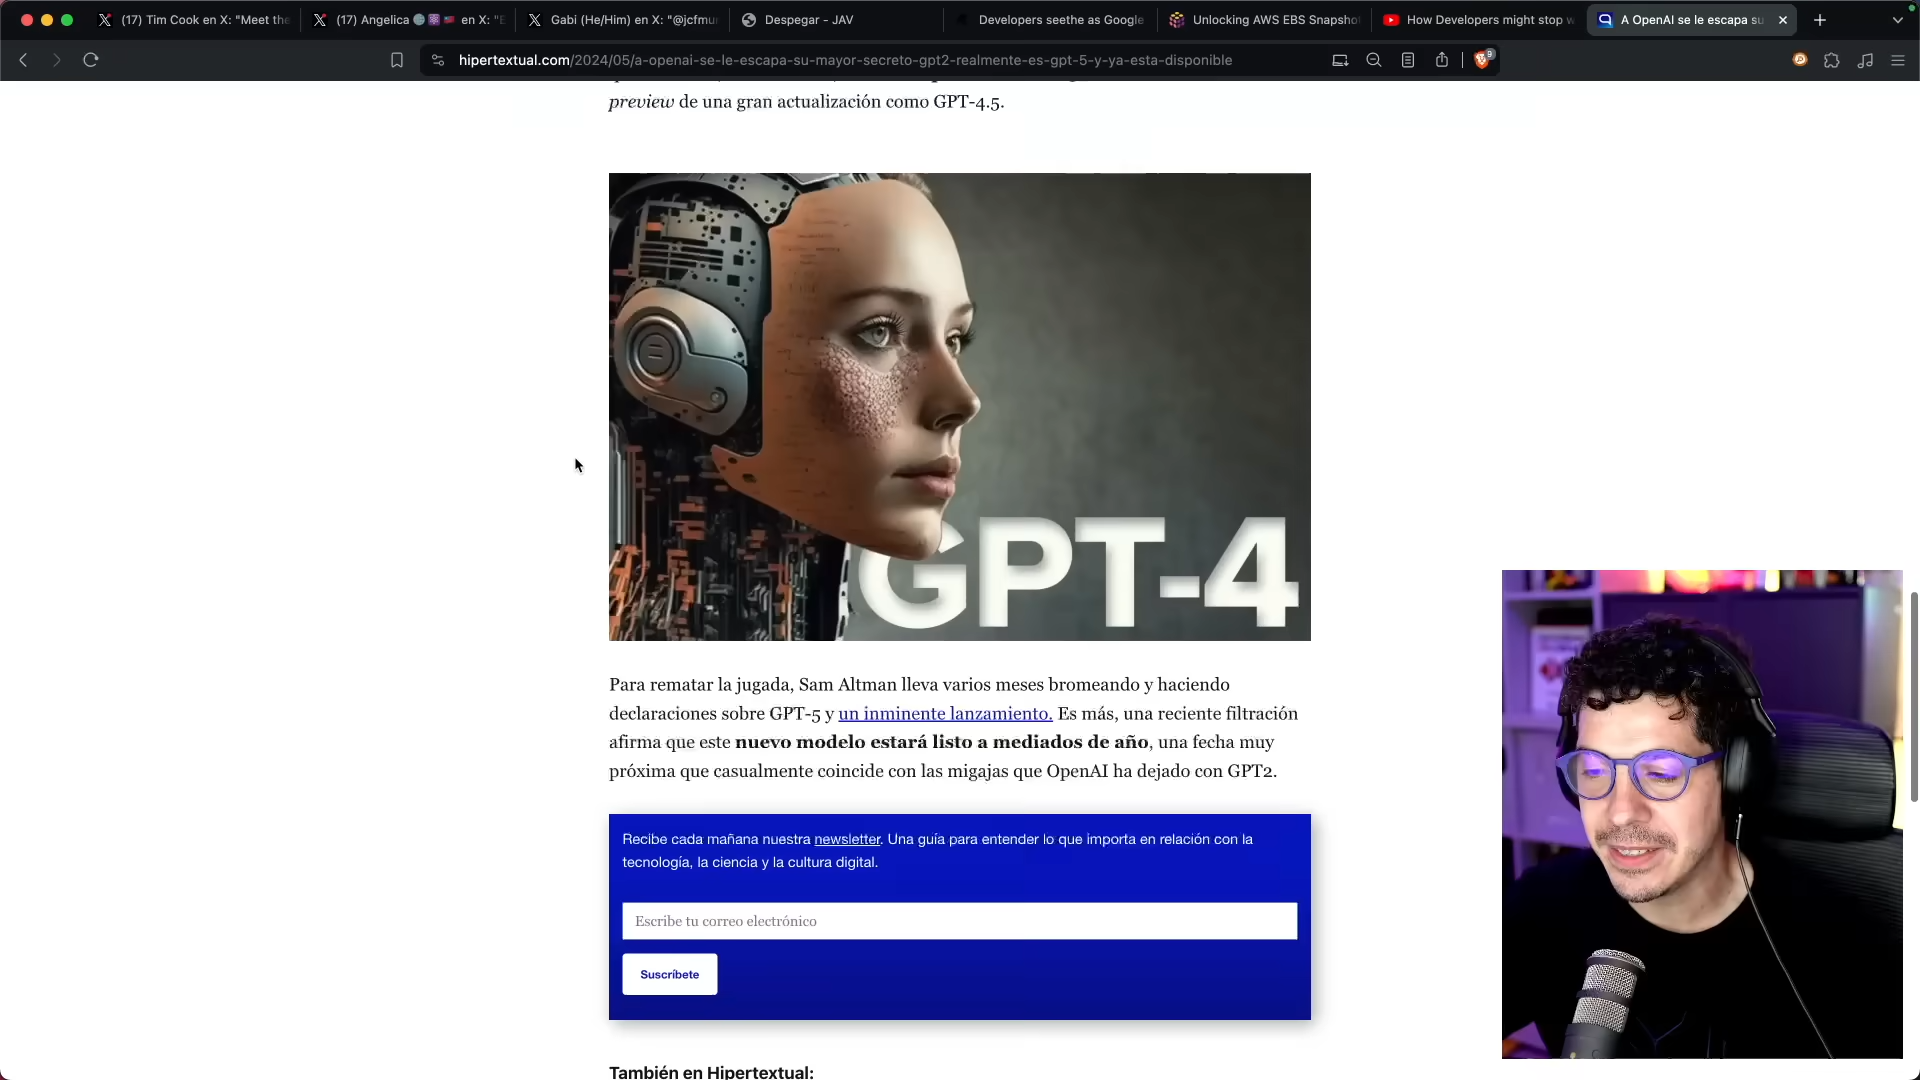 (17) Tim Cook en X: "Meet the
(17) Angelica en X: "E
Gabi (He/Him) en X: "@jcfmu
Despegar - JAV
Developers seethe as Google
Unlocking AWS EBS Snapsho
How Developers might stop w
A OpenAI se le escapa su
hipertextual.com/2024/05/a-openai-se-le-escapa-su-mayor-secreto-gpt2-realmente-es-gpt-5-y-ya-esta-disponible
9
preview de una gran actualización como GPT-4.5.
GPT-4
Para rematar la jugada, Sam Altman lleva varios meses bromeando y haciendo
declaraciones sobre GPT-5 y un inminente lanzamiento. Es más, una reciente filtración
afirma que este nuevo modelo estará listo a mediados de año, una fecha muy
próxima que casualmente coincide con las migajas que OpenAI ha dejado con GPT2.
Recibe cada mañana nuestra newsletter. Una guía para entender lo que importa en relación con la
tecnología, la ciencia y la cultura digital.
Escribe tu correo electrónico
Suscríbete
También en Hipertextual: